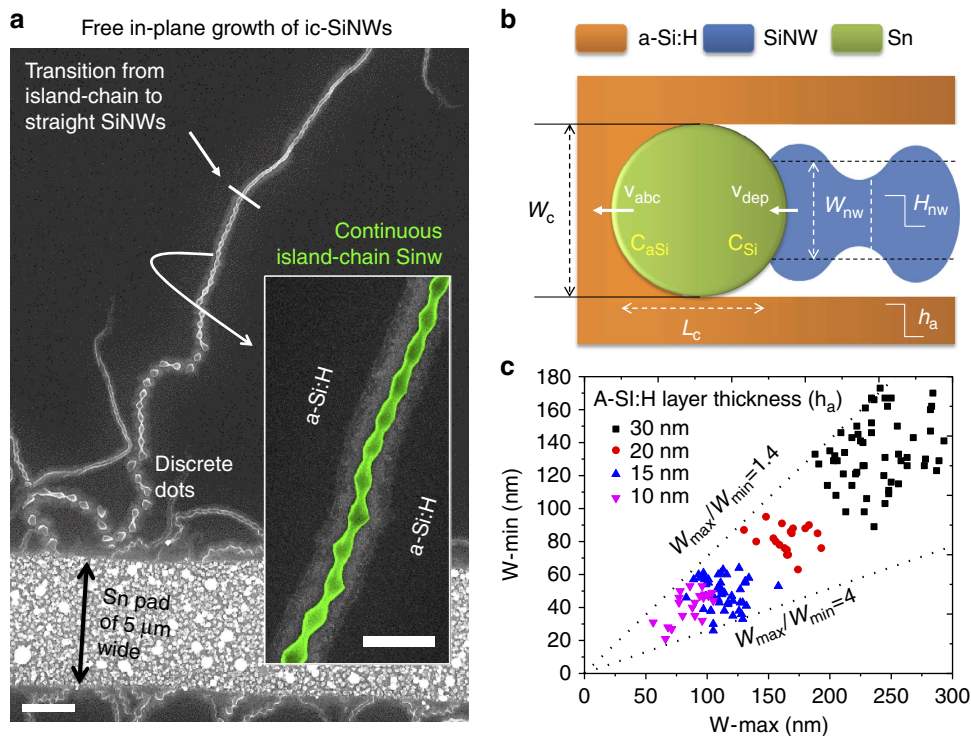 a
Free in-plane growth of ic-SiNWs
Transition from
island-chain to
straight SiNWs
Continuous
island-chain Sinw
a-Si:H
a-Si:H
Discrete
dots
Sn pad
of 5 μm
wide
b
a-Si:H
SiNW
Sn
W_c
v_abc
v_dep
W_nw
H_nw
C_aSi
C_Si
L_c
h_a
c
A-SI:H layer thickness (h_a)
30 nm
20 nm
15 nm
10 nm
W_max/W_min=1.4
W_max/W_min=4
W-min (nm)
180
160
140
120
100
80
60
40
20
0
0 50 100 150 200 250 300
W-max (nm)